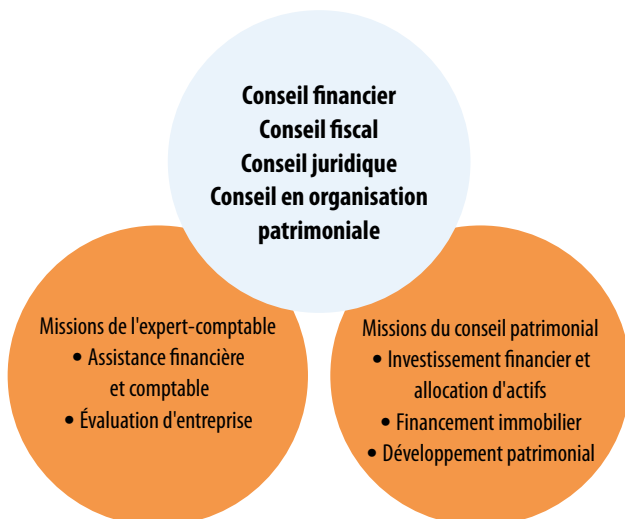 Conseil financier
Conseil fiscal
Conseil juridique
Conseil en organisation
patrimoniale
Missions de l'expert-comptable
• Assistance financière
et comptable
• Évaluation d'entreprise
Missions du conseil patrimonial
• Investissement financier et
allocation d'actifs
• Financement immobilier
• Développement patrimonial